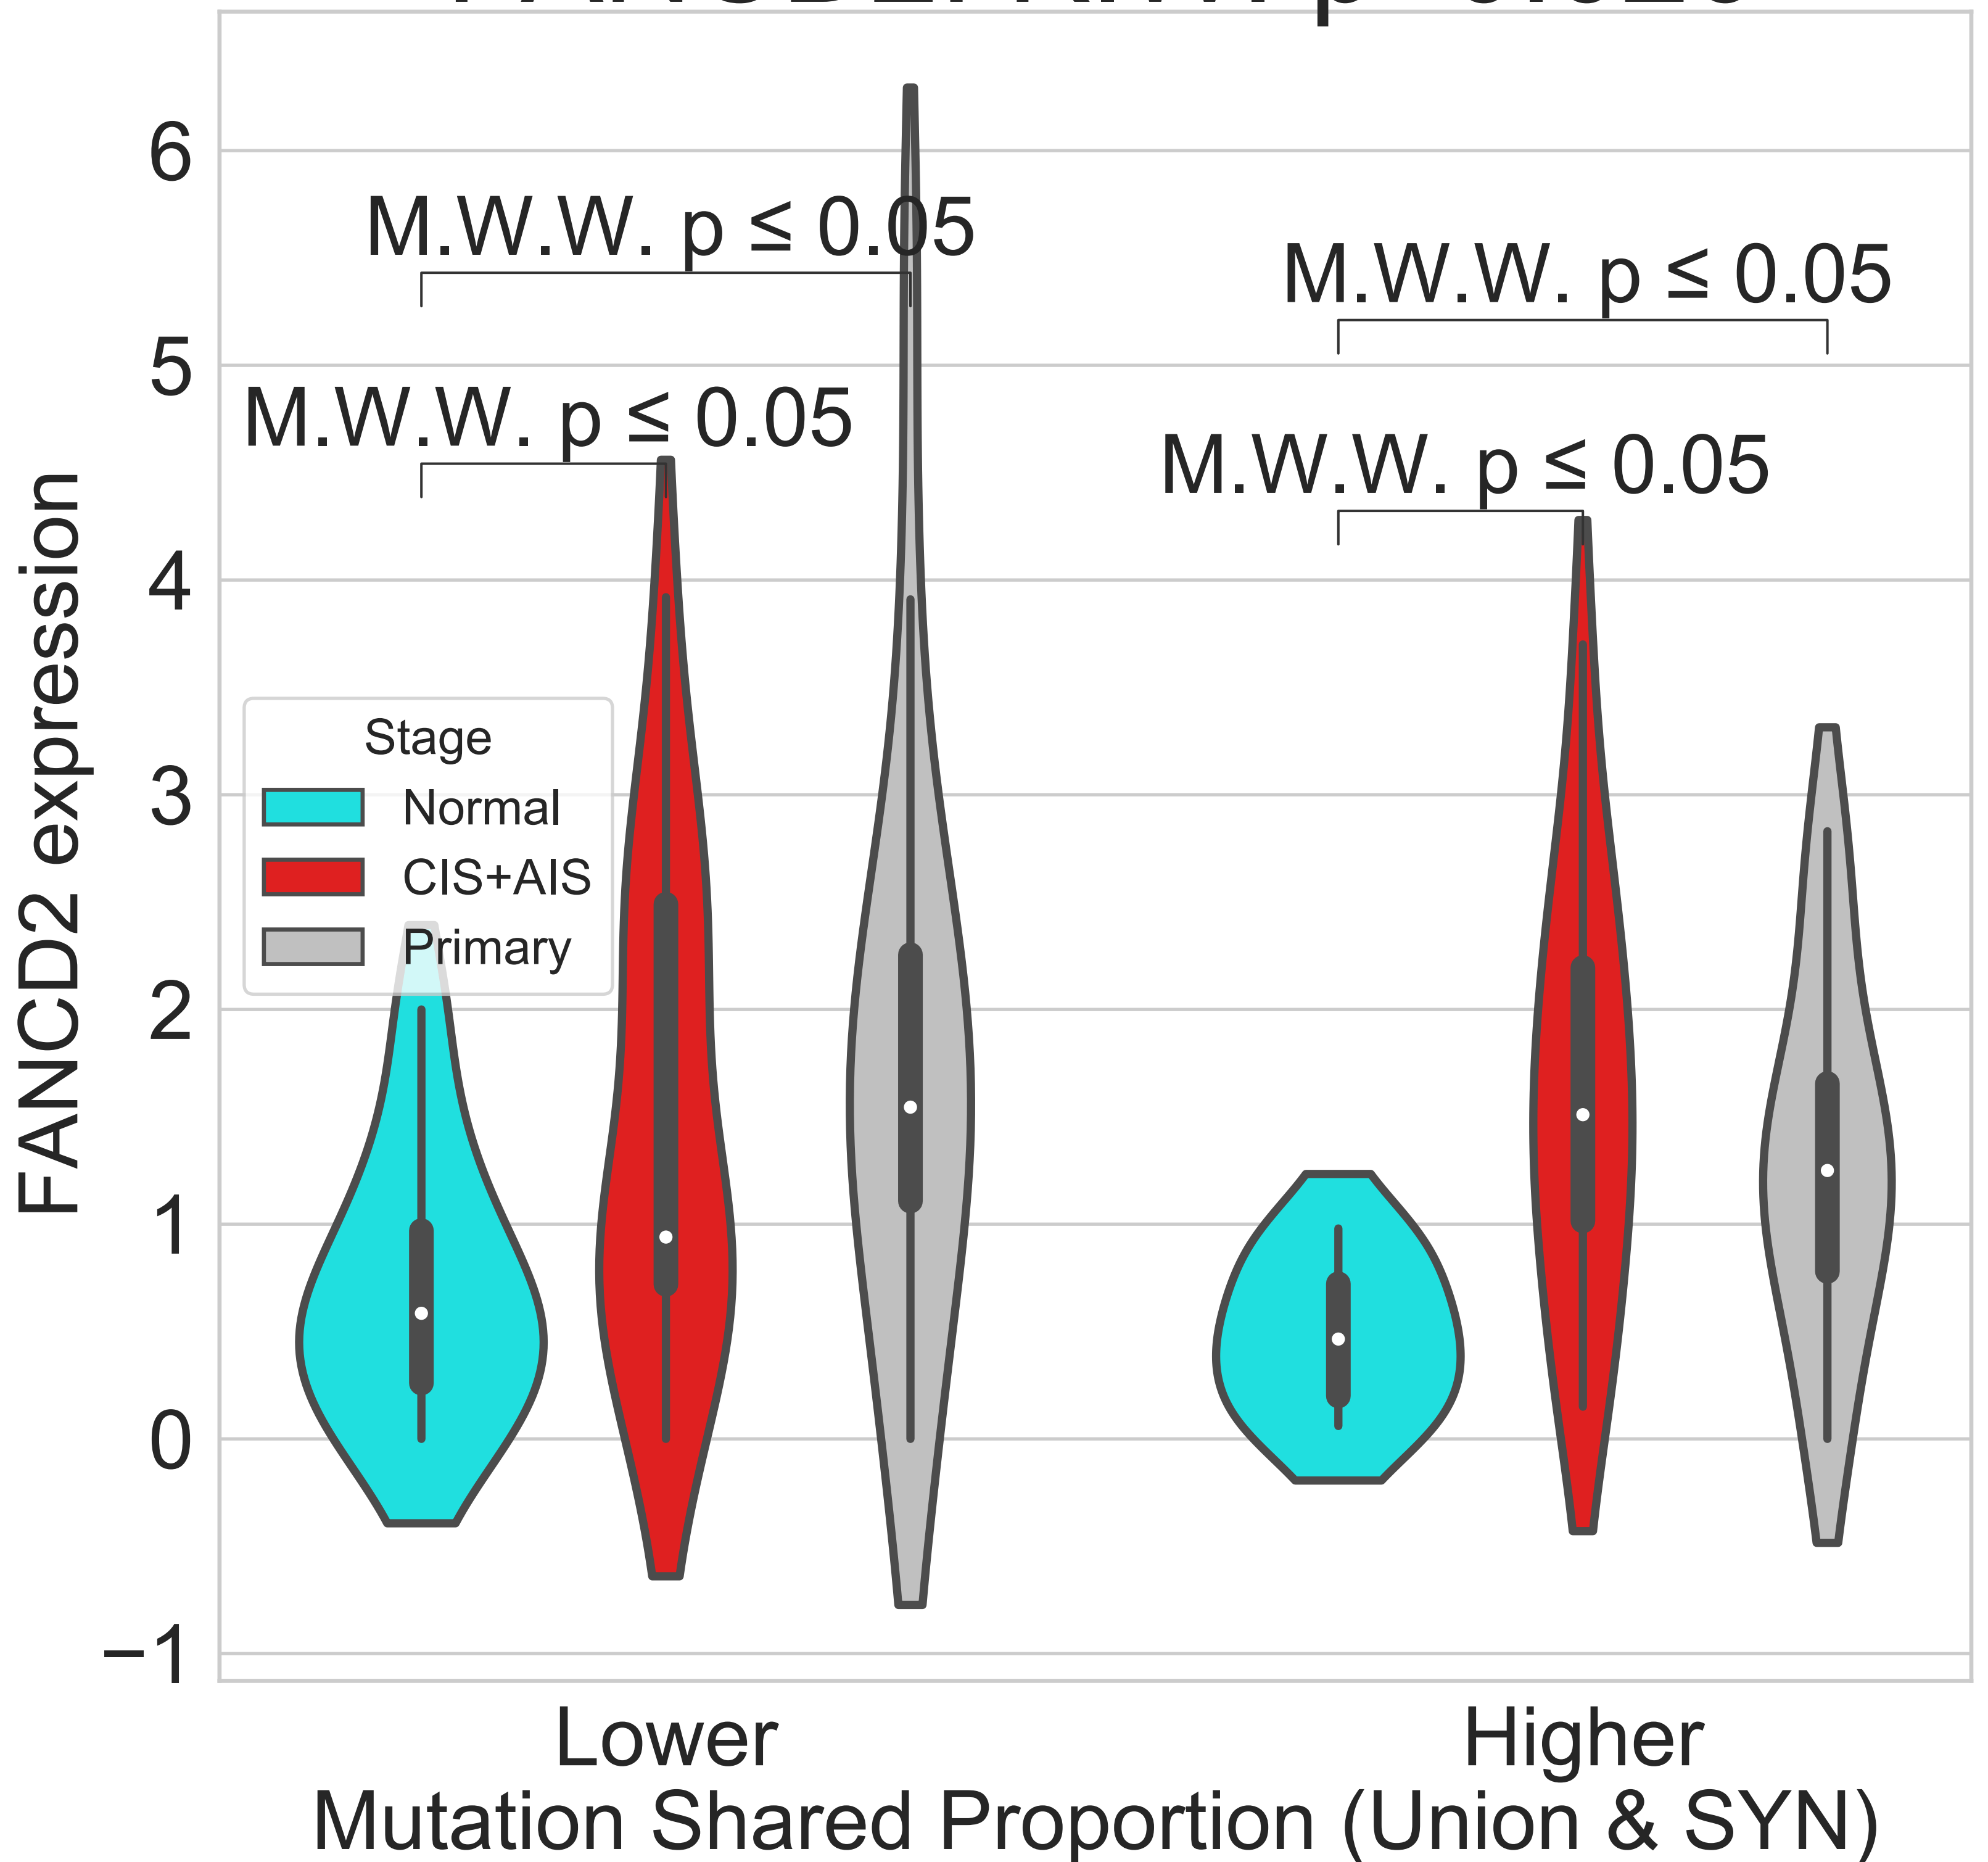 6
5
4
3
2
1
0
−1
FANCD2 expression
M.W.W. p ≤ 0.05
M.W.W. p ≤ 0.05
M.W.W. p ≤ 0.05
M.W.W. p ≤ 0.05
Stage
Normal
CIS+AIS
Primary
Lower
Higher
Mutation Shared Proportion (Union & SYN)